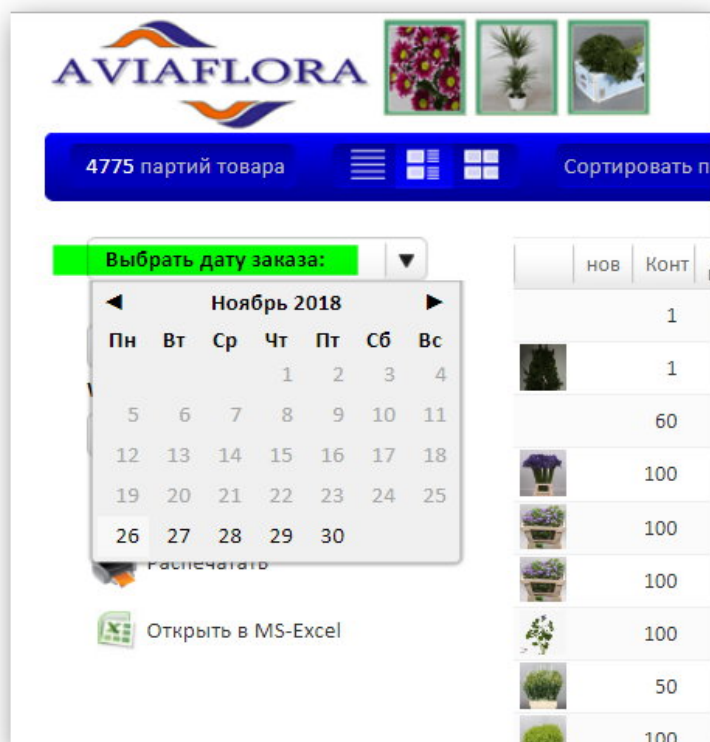 AVIAFLORA
4775 партий товара
Сортировать п
Выбрать дату заказа:
нов Конт
Ноябрь 2018
Пн Вт Ср Чт Пт Сб Вс
1 2 3 4
5 6 7 8 9 10 11
12 13 14 15 16 17 18
19 20 21 22 23 24 25
26 27 28 29 30
Распечатать
Открыть в MS-Excel
1
1
60
100
100
100
100
50
100